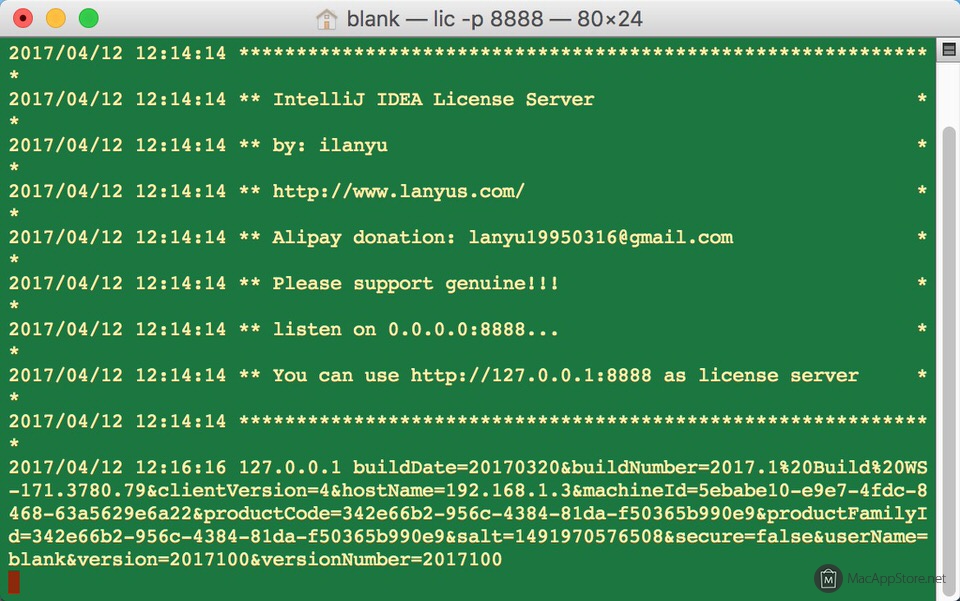 blank — lic -p 8888 — 80×24
2017/04/12 12:14:14 ************************************************************
*
2017/04/12 12:14:14 ** IntelliJ IDEA License Server *
*
2017/04/12 12:14:14 ** by: ilanyu *
*
2017/04/12 12:14:14 ** http://www.lanyus.com/ *
*
2017/04/12 12:14:14 ** Alipay donation: lanyu19950316@gmail.com *
*
2017/04/12 12:14:14 ** Please support genuine!!! *
*
2017/04/12 12:14:14 ** listen on 0.0.0.0:8888... *
*
2017/04/12 12:14:14 ** You can use http://127.0.0.1:8888 as license server *
*
2017/04/12 12:14:14 ************************************************************
*
2017/04/12 12:16:16 127.0.0.1 buildDate=20170320&buildNumber=2017.1%20Build%20WS
-171.3780.79&clientVersion=4&hostName=192.168.1.3&machineId=5ebabe10-e9e7-4fdc-8
468-63a5629e6a22&productCode=342e66b2-956c-4384-81da-f50365b990e9&productFamilyI
d=342e66b2-956c-4384-81da-f50365b990e9&salt=1491970576508&secure=false&userName=
blank&version=2017100&versionNumber=2017100
MacAppStore.net